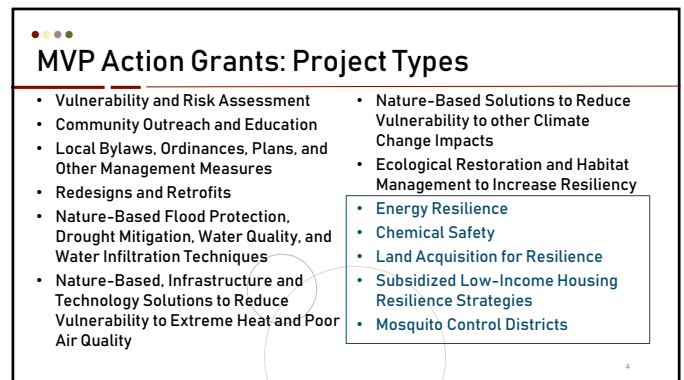 MVP Action Grants: Project Types
• Vulnerability and Risk Assessment
• Community Outreach and Education
• Local Bylaws, Ordinances, Plans, and
Other Management Measures
• Redesigns and Retrofits
• Nature-Based Flood Protection,
Drought Mitigation, Water Quality, and
Water Infiltration Techniques
• Nature-Based, Infrastructure and
Technology Solutions to Reduce
Vulnerability to Extreme Heat and Poor
Air Quality
• Nature-Based Solutions to Reduce
Vulnerability to other Climate
Change Impacts
• Ecological Restoration and Habitat
Management to Increase Resiliency
• Energy Resilience
• Chemical Safety
• Land Acquisition for Resilience
• Subsidized Low-Income Housing
Resilience Strategies
• Mosquito Control Districts
4